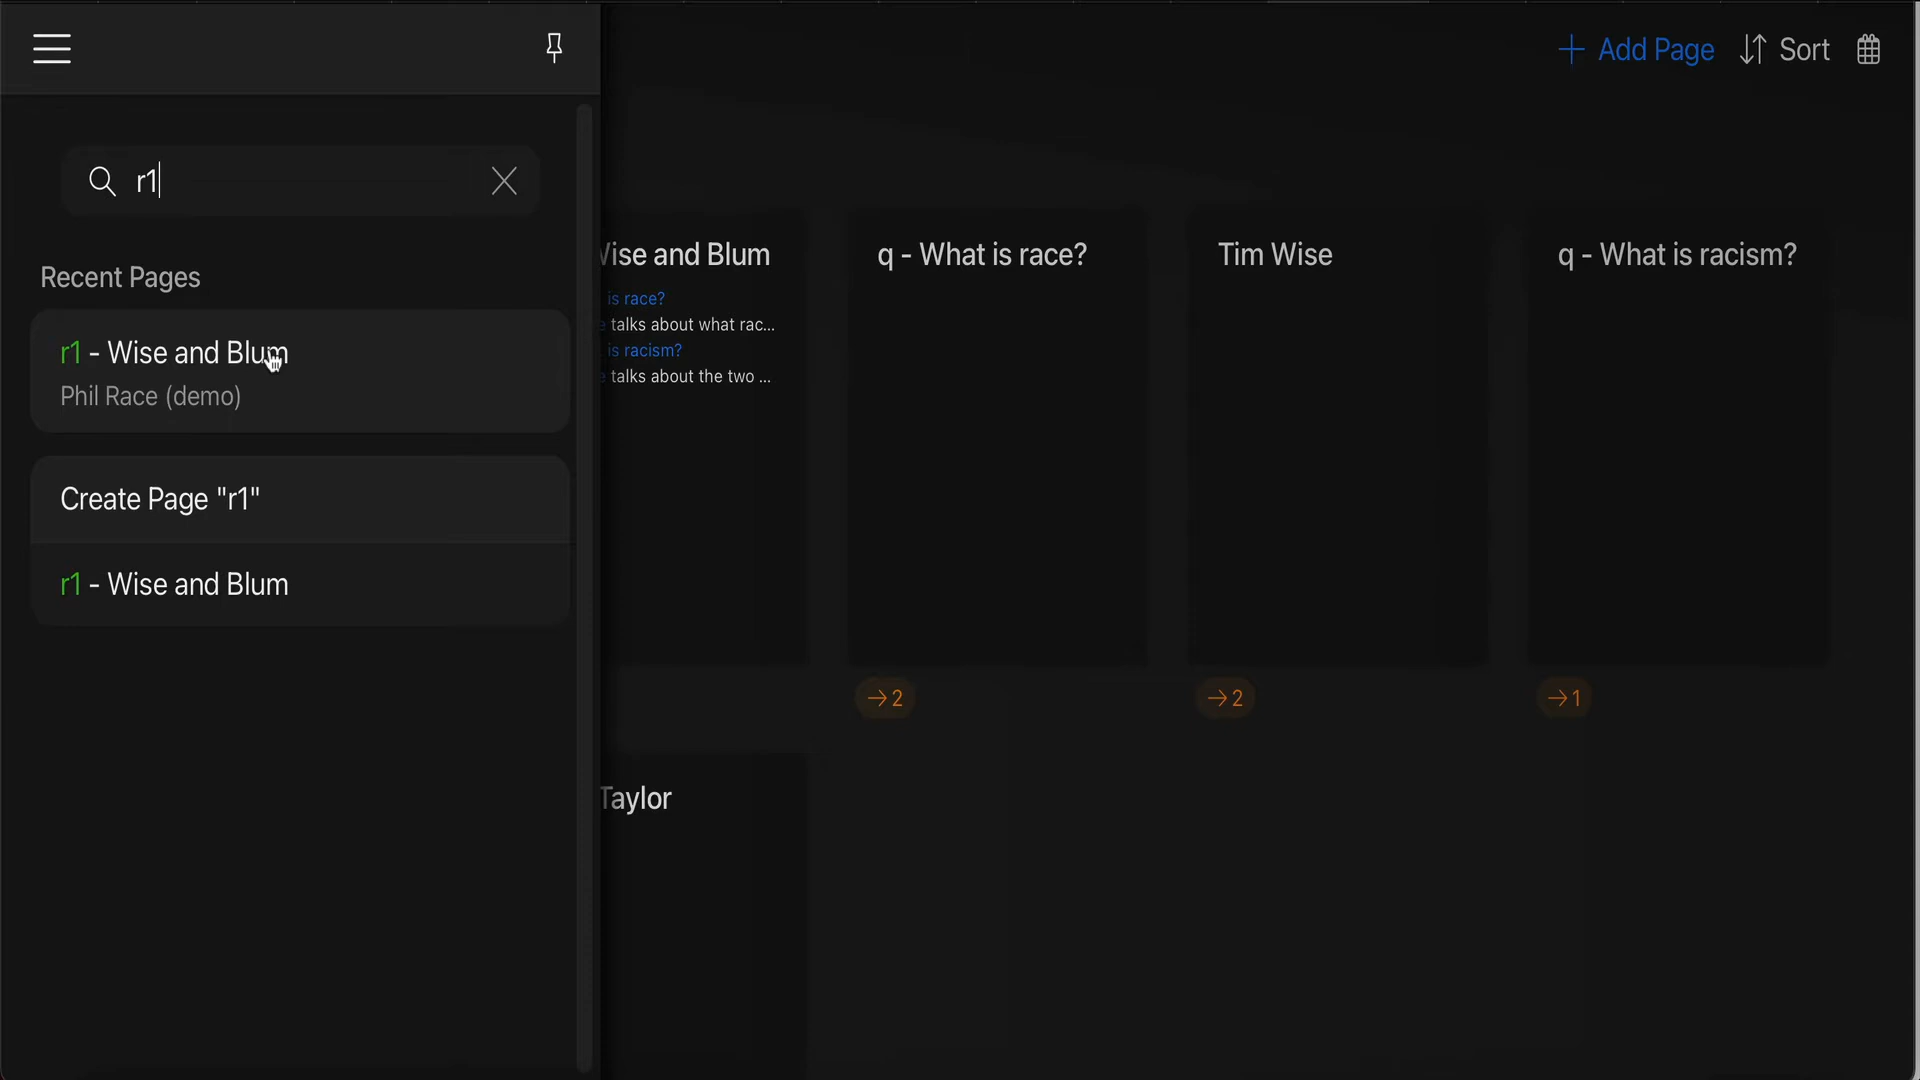 Add Page
Sort
r1
Recent Pages
r1 - Wise and Blum
Phil Race (demo)
Create Page "r1"
r1 - Wise and Blum
Wise and Blum
is race?
talks about what rac...
is racism?
talks about the two ...
q - What is race?
Tim Wise
q - What is racism?
→2
→2
→1
Taylor